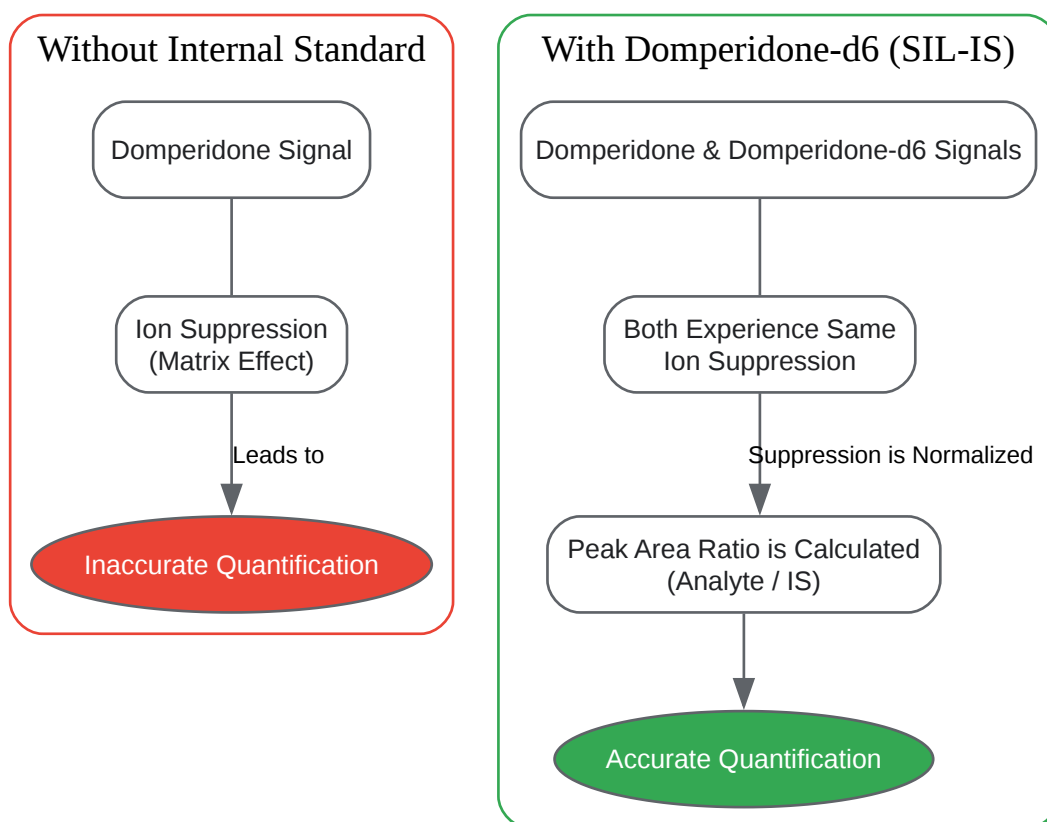 Without Internal Standard
Domperidone Signal
Ion Suppression
(Matrix Effect)
Leads to
Inaccurate Quantification
With Domperidone-d6 (SIL-IS)
Domperidone & Domperidone-d6 Signals
Both Experience Same
Ion Suppression
Suppression is Normalized
Peak Area Ratio is Calculated
(Analyte / IS)
Accurate Quantification